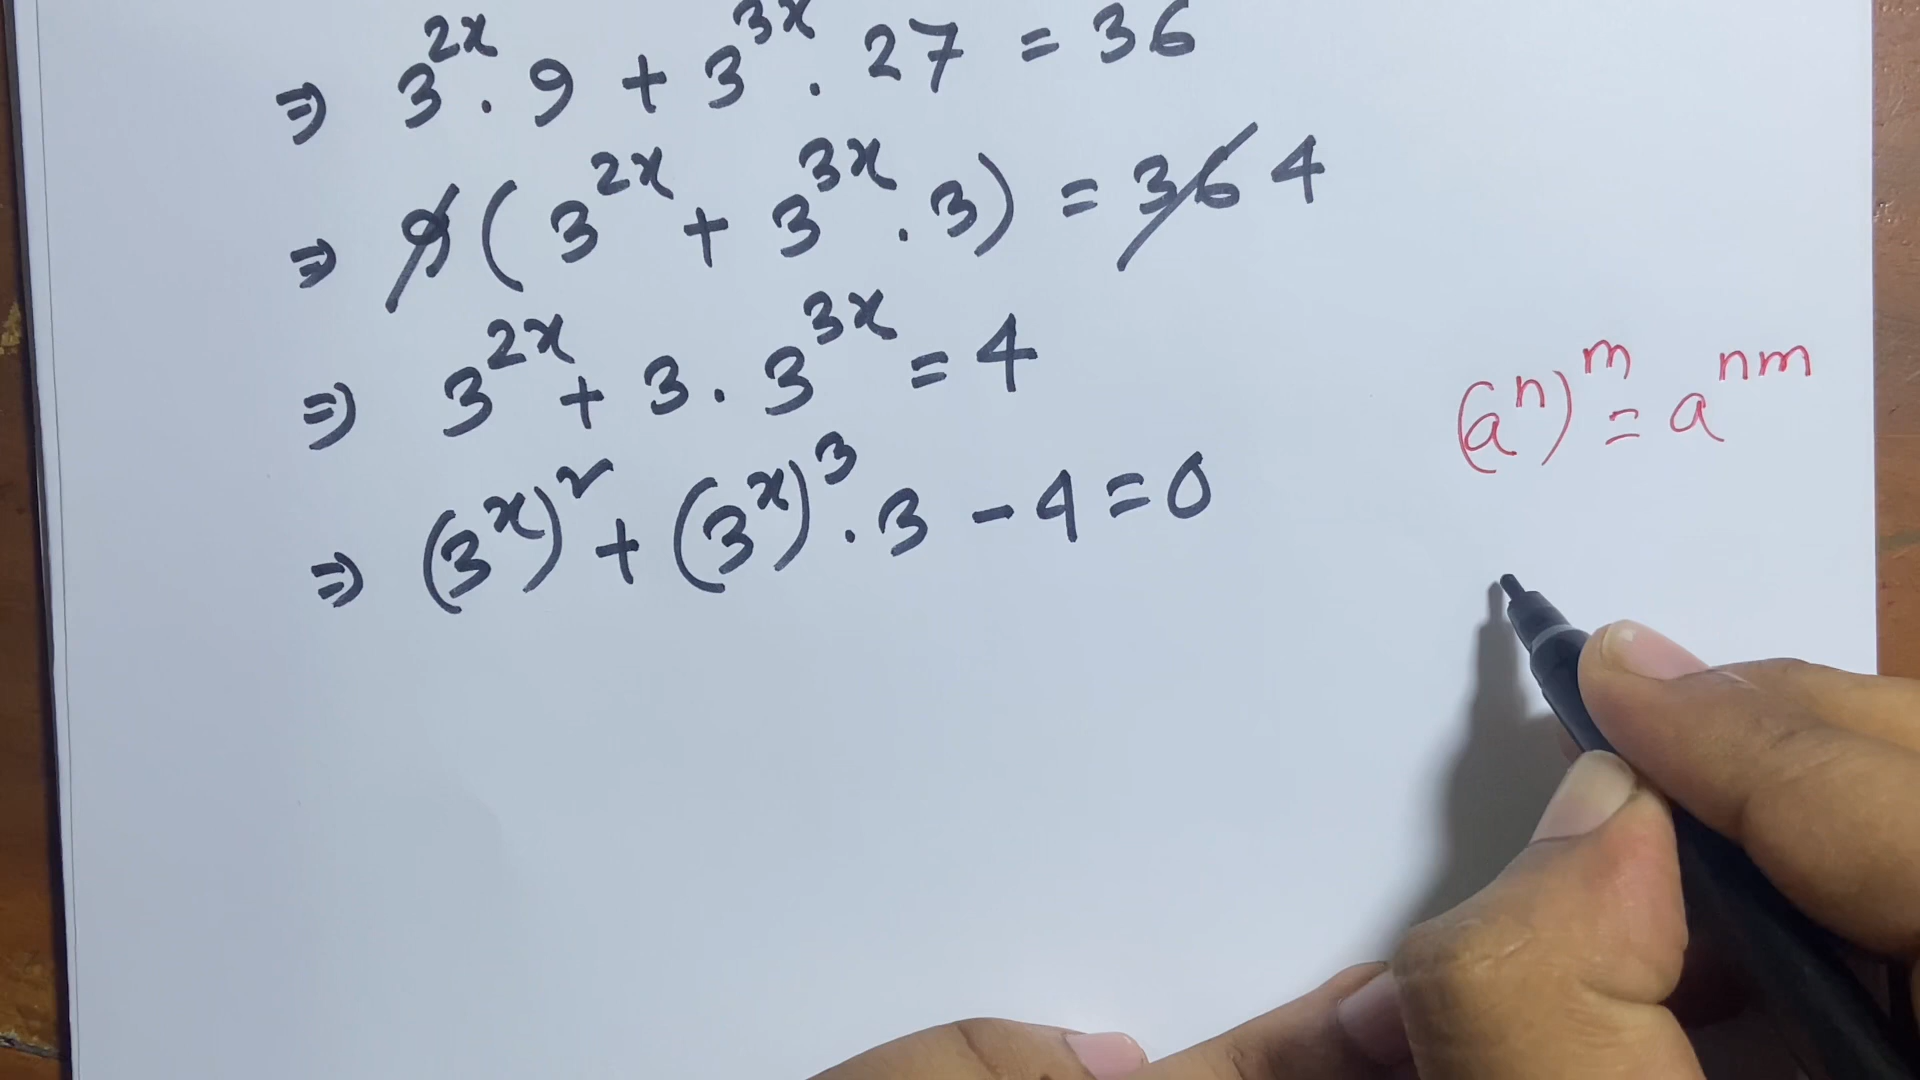 ⇒ 3^{2x} . 9 + 3^{3x} . 27 = 36
⇒ 9 ( 3^{2x} + 3^{3x} . 3 ) = 36 4
⇒ 3^{2x} + 3 . 3^{3x} = 4
(a^n)^m = a^{nm}
⇒ (3^x)^2 + (3^x)^3 . 3 - 4 = 0